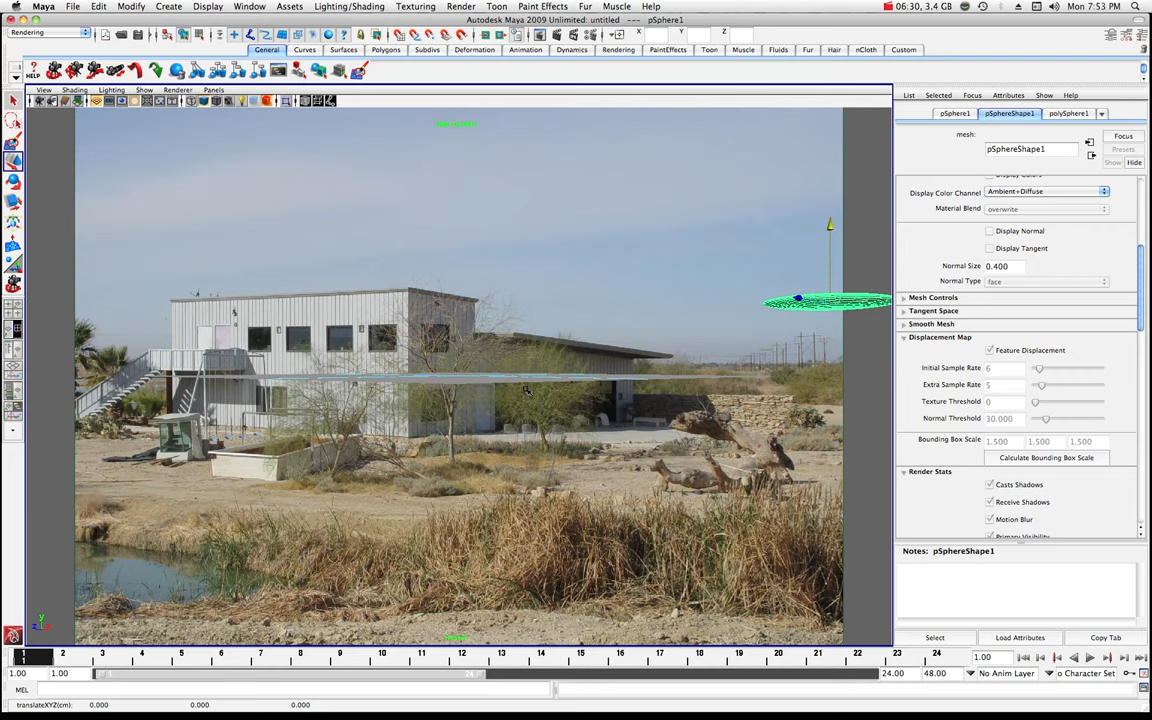 Maya File Edit Modify Create Display Window Assets Lighting/Shading Texturing Render Toon Paint Effects Fur Muscle Help 06:30, 3.4 GB Mon 7:53 PM
Autodesk Maya 2009 Unlimited: untitled --- pSphere1
Rendering X Y Z
General Curves Surfaces Polygons Subdivs Deformation Animation Dynamics Rendering PaintEffects Toon Muscle Fluids Fur Hair nCloth Custom
HELP
View Shading Lighting Show Renderer Panels
List Selected Focus Attributes Show Help
pSphere1 pSphereShape1 polySphere1
mesh: pSphereShape1
Focus
Presets
Show Hide
Display Colors
Display Color Channel Ambient+Diffuse
Material Blend overwrite
Display Normal
Display Tangent
Normal Size 0.400
Normal Type face
Mesh Controls
Tangent Space
Smooth Mesh
Displacement Map
Feature Displacement
Initial Sample Rate 6
Extra Sample Rate 5
Texture Threshold 0
Normal Threshold 30.000
Bounding Box Scale 1.500 1.500 1.500
Calculate Bounding Box Scale
Render Stats
Casts Shadows
Receive Shadows
Motion Blur
Primary Visibility
Notes: pSphereShape1
Select Load Attributes Copy Tab
1 2 3 4 5 6 7 8 9 10 11 12 13 14 15 16 17 18 19 20 21 22 23 24 1.00
1
1.00 1.00 1 24 24.00 48.00 No Anim Layer o Character Set
MEL
translateXYZ(cm): 0.000 0.000 0.000